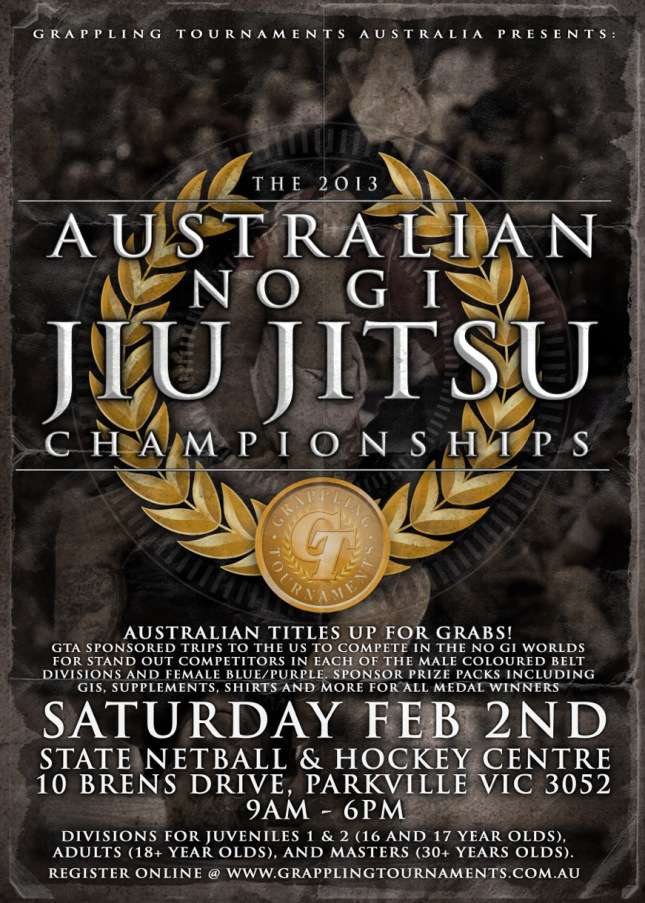 GRAPPLING TOURNAMENTS AUSTRALIA PRESENTS:
THE 2013
AUSTRALIAN
NO GI
JIU JITSU
CHAMPIONSHIPS
GRAPPLING
GT
TOURNAMENTS
AUSTRALIAN TITLES UP FOR GRABS!
GTA SPONSORED TRIPS TO THE US TO COMPETE IN THE NO GI WORLDS
FOR STAND OUT COMPETITORS IN EACH OF THE MALE COLOURED BELT
DIVISIONS AND FEMALE BLUE/PURPLE. SPONSOR PRIZE PACKS INCLUDING
GIS, SUPPLEMENTS, SHIRTS AND MORE FOR ALL MEDAL WINNERS
SATURDAY FEB 2ND
STATE NETBALL & HOCKEY CENTRE
10 BRENS DRIVE, PARKVILLE VIC 3052
9AM - 6PM
DIVISIONS FOR JUVENILES 1 & 2 (16 AND 17 YEAR OLDS),
ADULTS (18+ YEAR OLDS), AND MASTERS (30+ YEARS OLDS).
REGISTER ONLINE @ WWW.GRAPPLINGTOURNAMENTS.COM.AU